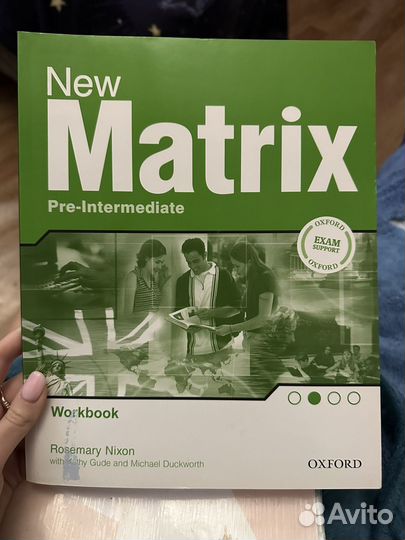 New
Matrix
Pre-Intermediate
OXFORD
EXAM
SUPPORT
OXFORD
Workbook
Rosemary Nixon
with Kathy Gude and Michael Duckworth
OXFORD
Avito